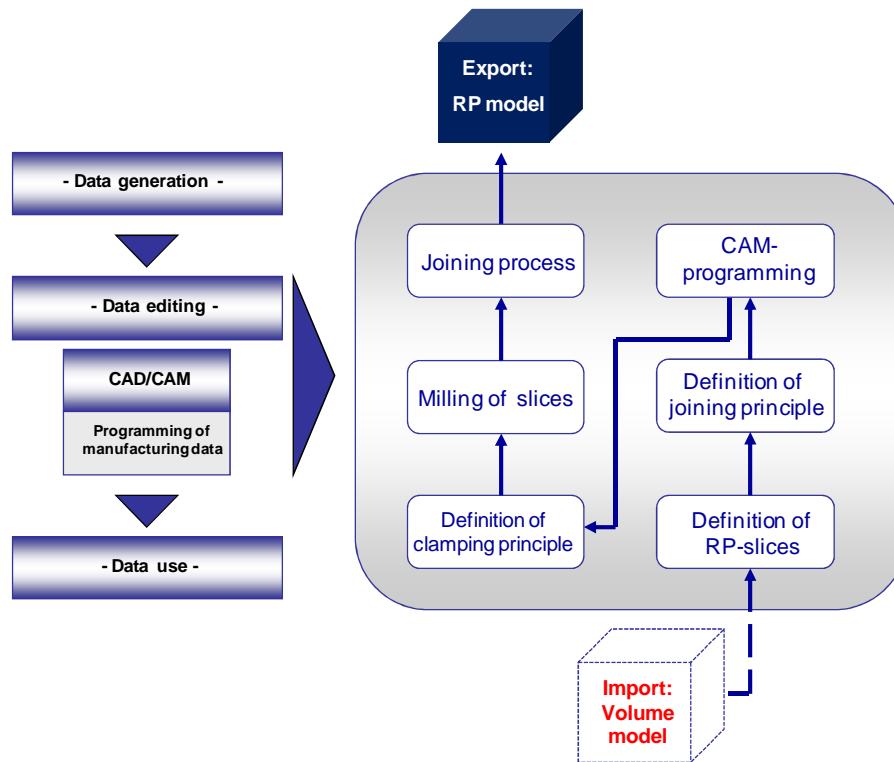 Export:
RP model
- Data generation -
- Data editing -
CAD/CAM
Programming of
manufacturing data
- Data use -
Joining process
CAM-
programming
Milling of slices
Definition of
joining principle
Definition of
clamping principle
Definition of
RP-slices
Import:
Volume
model